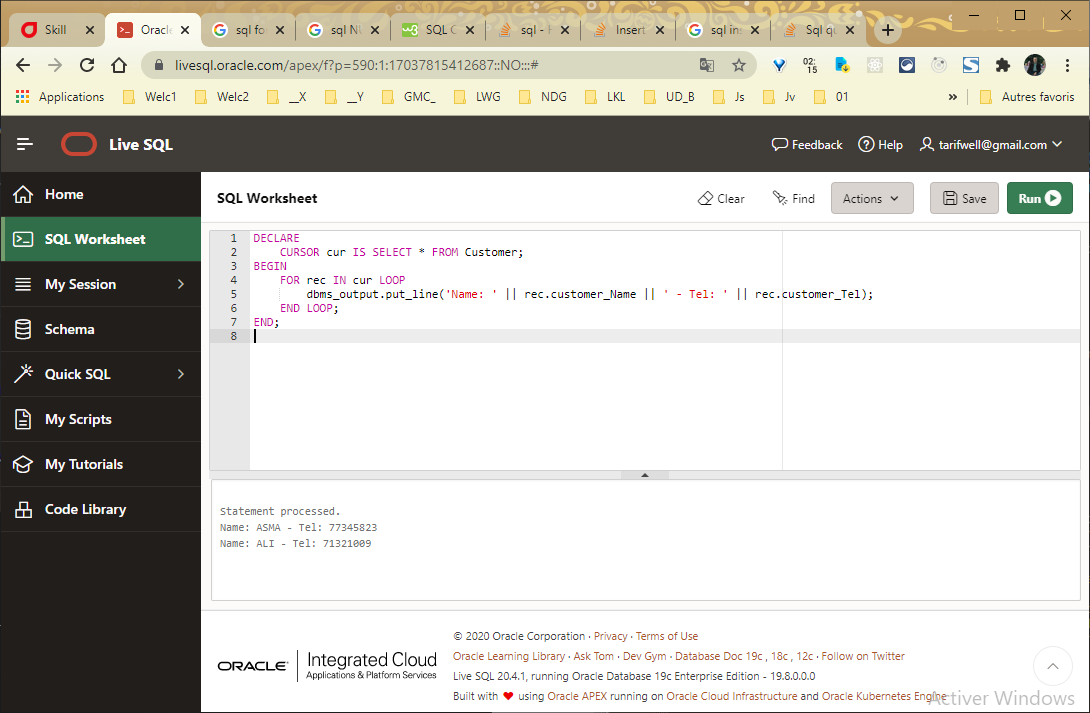 Skill
Oracle
sql fo
sql NU
SQL C
sql - H
Insert
sql ins
Sql qu
livesql.oracle.com/apex/f?p=590:1:17037815412687::NO:::#
02:
15
Applications
Welc1
Welc2
__X
__Y
GMC_
LWG
NDG
LKL
UD_B
Js
Jv
01
»
Autres favoris
Live SQL
Feedback
Help
tarifwell@gmail.com
Home
SQL Worksheet
My Session
Schema
Quick SQL
My Scripts
My Tutorials
Code Library
SQL Worksheet
Clear
Find
Actions
Save
Run
1 DECLARE
2 CURSOR cur IS SELECT * FROM Customer;
3 BEGIN
4 FOR rec IN cur LOOP
5 dbms_output.put_line('Name: ' || rec.customer_Name || ' - Tel: ' || rec.customer_Tel);
6 END LOOP;
7 END;
8
Statement processed.
Name: ASMA - Tel: 77345823
Name: ALI - Tel: 71321009
ORACLE
Integrated Cloud
Applications & Platform Services
© 2020 Oracle Corporation · Privacy · Terms of Use
Oracle Learning Library · Ask Tom · Dev Gym · Database Doc 19c , 18c , 12c · Follow on Twitter
Live SQL 20.4.1, running Oracle Database 19c Enterprise Edition - 19.8.0.0.0
Built with ❤ using Oracle APEX running on Oracle Cloud Infrastructure and Oracle Kubernetes Engine
Activer Windows